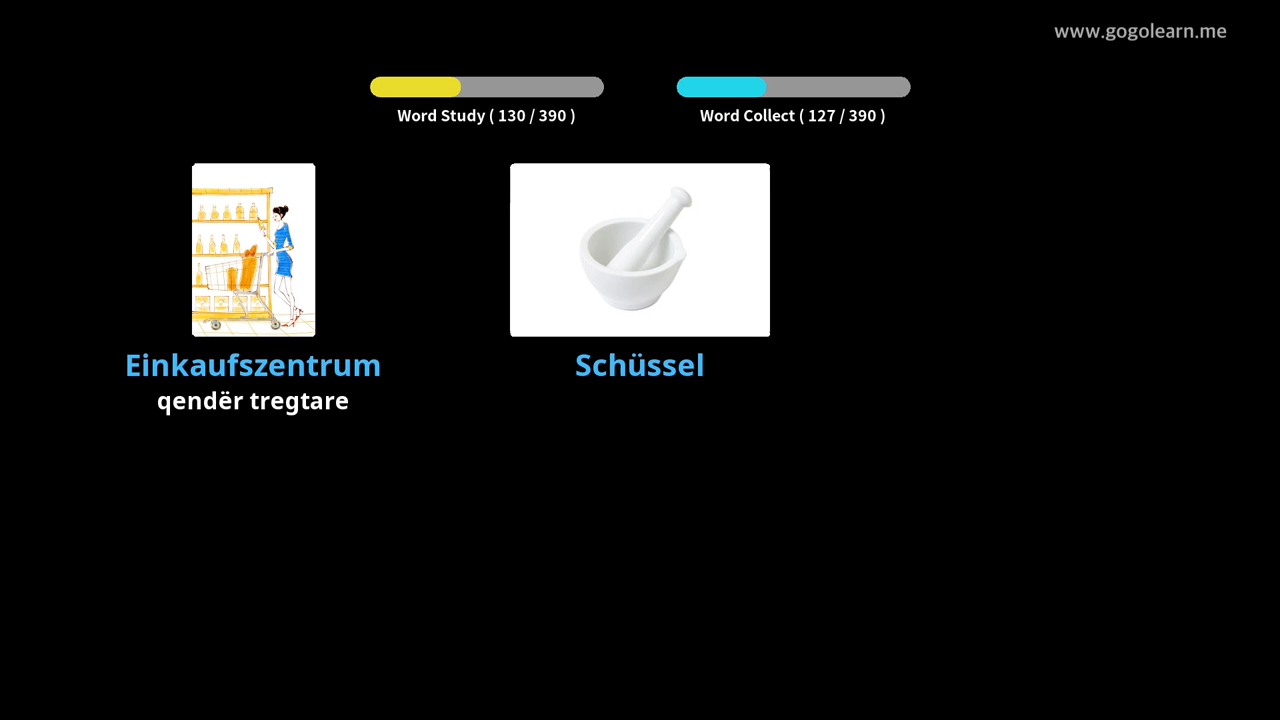 www.gogolearn.me
Word Study ( 130 / 390 )
Word Collect ( 127 / 390 )
Einkaufszentrum
qendër tregtare
Schüssel